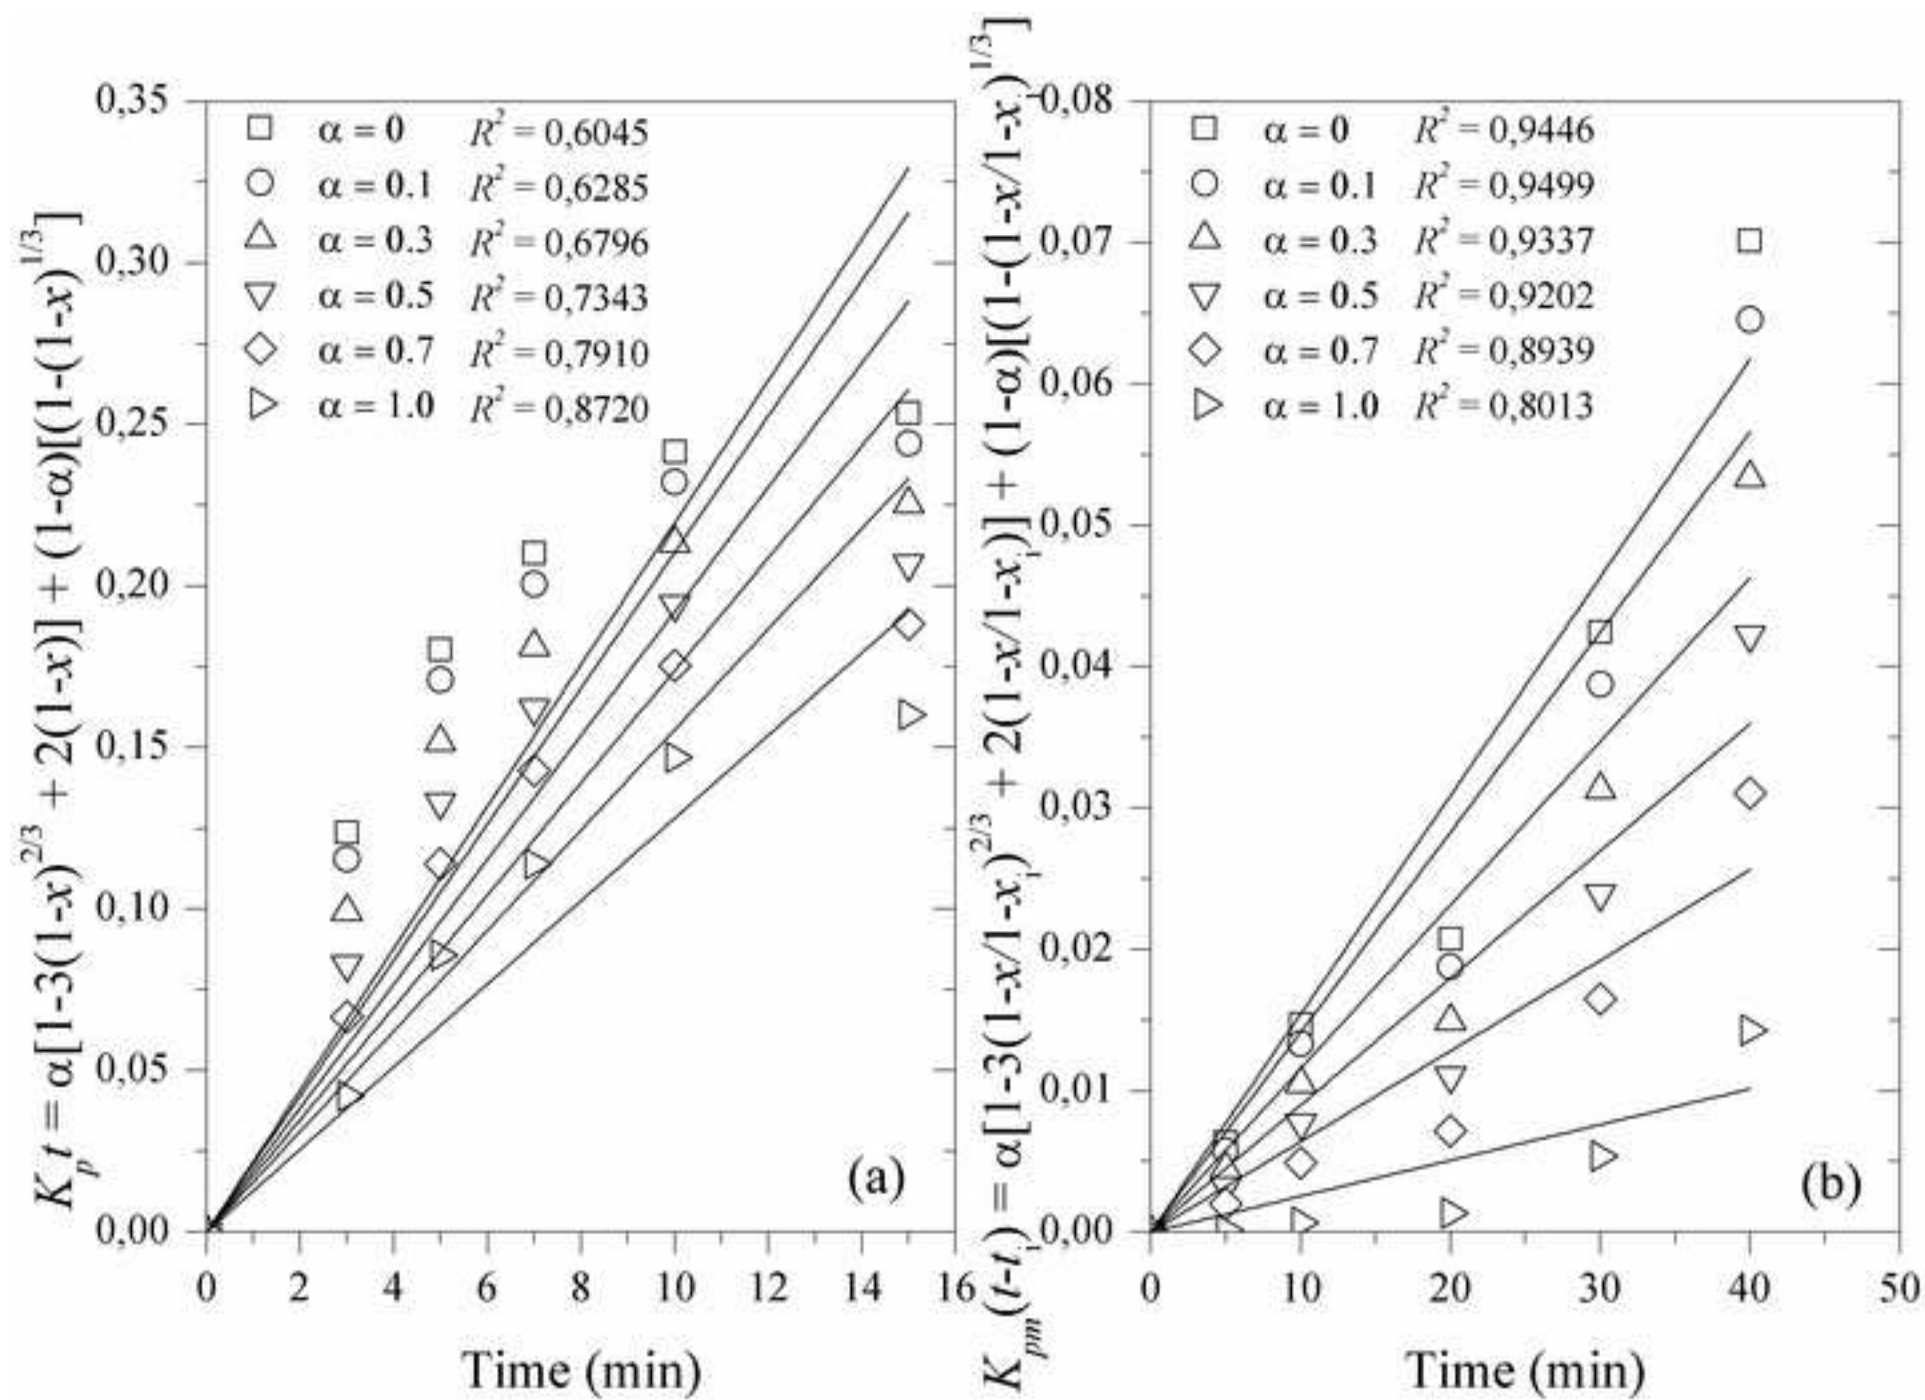 K_p t = α[1-3(1-x)^{2/3} + 2(1-x)] + (1-α)[(1-(1-x)^{1/3}]
0,35
0,30
0,25
0,20
0,15
0,10
0,05
0,00
α = 0 R² = 0,6045
α = 0.1 R² = 0,6285
α = 0.3 R² = 0,6796
α = 0.5 R² = 0,7343
α = 0.7 R² = 0,7910
α = 1.0 R² = 0,8720
(a)
0 2 4 6 8 10 12 14 16
Time (min)
K_{pm}(t-t_i) = α[1-3(1-x/1-x_i)^{2/3} + 2(1-x/1-x_i)] + (1-α)[(1-(1-x/1-x_i)^{1/3}]
0,08
0,07
0,06
0,05
0,04
0,03
0,02
0,01
0,00
α = 0 R² = 0,9446
α = 0.1 R² = 0,9499
α = 0.3 R² = 0,9337
α = 0.5 R² = 0,9202
α = 0.7 R² = 0,8939
α = 1.0 R² = 0,8013
(b)
0 10 20 30 40 50
Time (min)